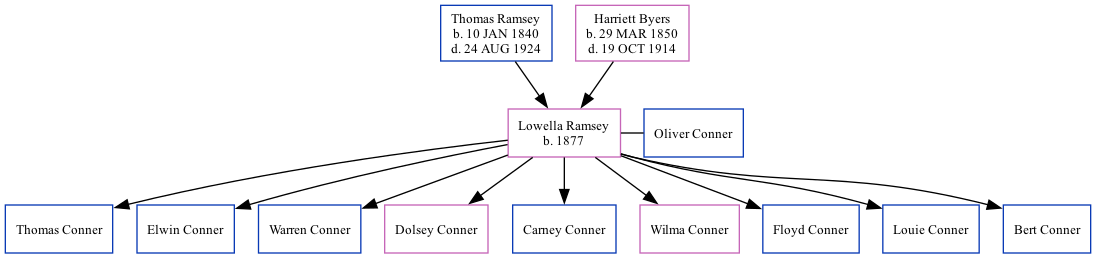 Thomas Ramsey
b. 10 JAN 1840
d. 24 AUG 1924
Harriett Byers
b. 29 MAR 1850
d. 19 OCT 1914
Lowella Ramsey
b. 1877
Oliver Conner
Thomas Conner
Elwin Conner
Warren Conner
Dolsey Conner
Carney Conner
Wilma Conner
Floyd Conner
Louie Conner
Bert Conner